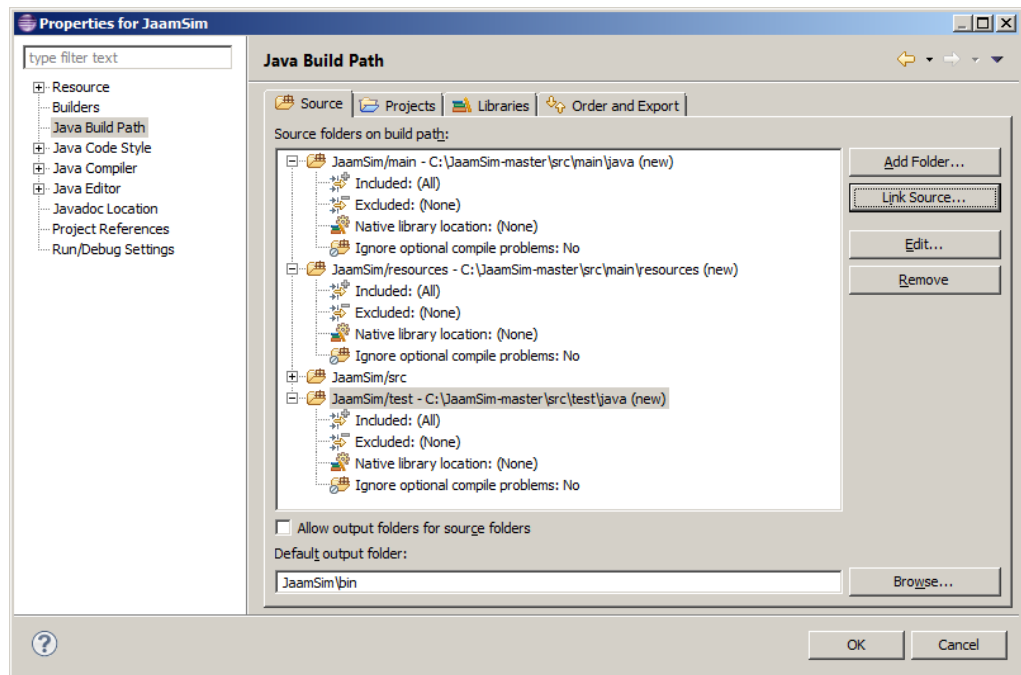 Properties for JaamSim
type filter text
Resource
Builders
Java Build Path
Java Code Style
Java Compiler
Java Editor
Javadoc Location
Project References
Run/Debug Settings
Java Build Path
Source
Projects
Libraries
Order and Export
Source folders on build path:
JaamSim/main - C:\JaamSim-master\src\main\java (new)
Included: (All)
Excluded: (None)
Native library location: (None)
Ignore optional compile problems: No
JaamSim/resources - C:\JaamSim-master\src\main\resources (new)
Included: (All)
Excluded: (None)
Native library location: (None)
Ignore optional compile problems: No
JaamSim/src
JaamSim/test - C:\JaamSim-master\src\test\java (new)
Included: (All)
Excluded: (None)
Native library location: (None)
Ignore optional compile problems: No
Add Folder...
Link Source...
Edit...
Remove
Allow output folders for source folders
Default output folder:
JaamSim\bin
Browse...
OK
Cancel